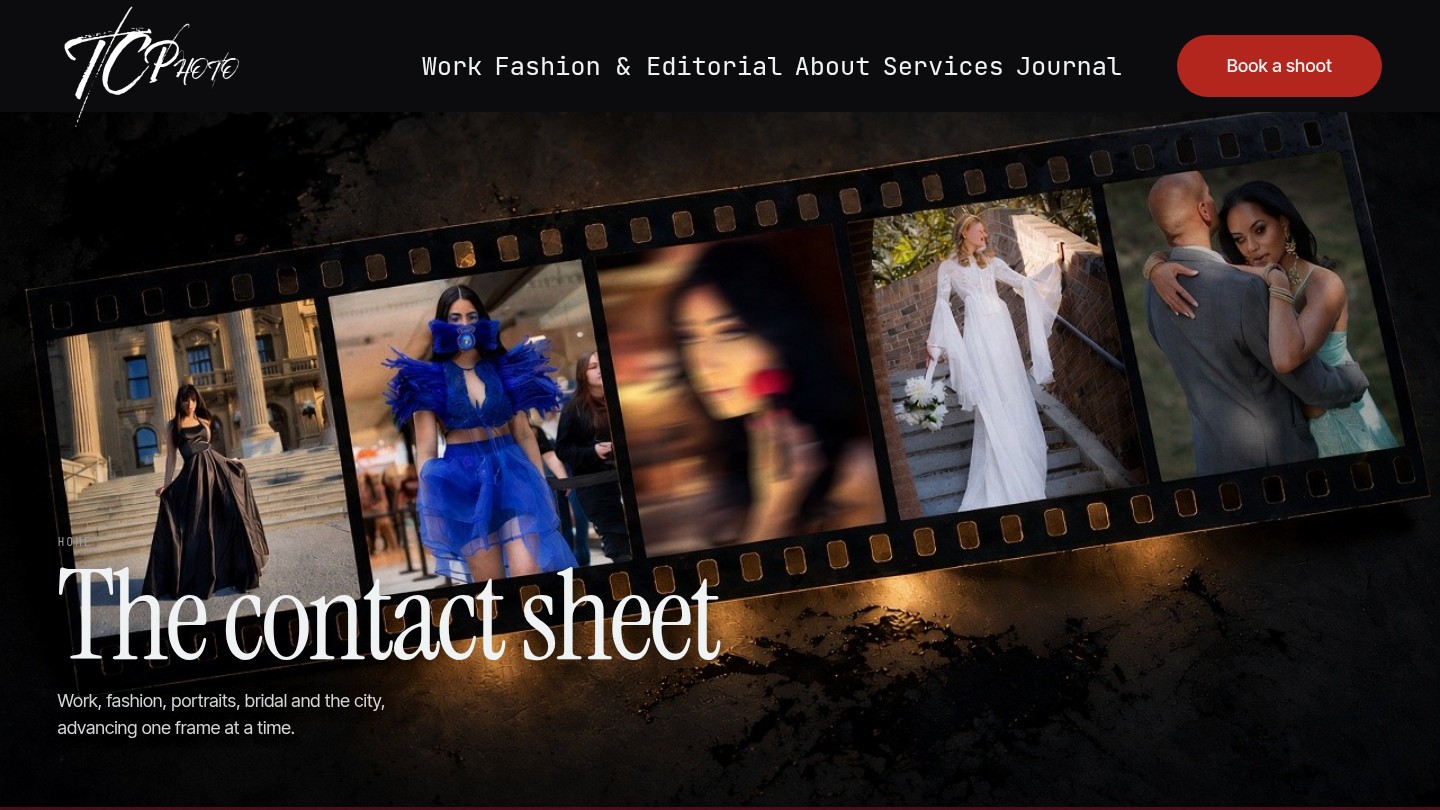 TCPHOTO
Work Fashion & Editorial About Services Journal
Book a shoot
HOME
The contact sheet
Work, fashion, portraits, bridal and the city,
advancing one frame at a time.